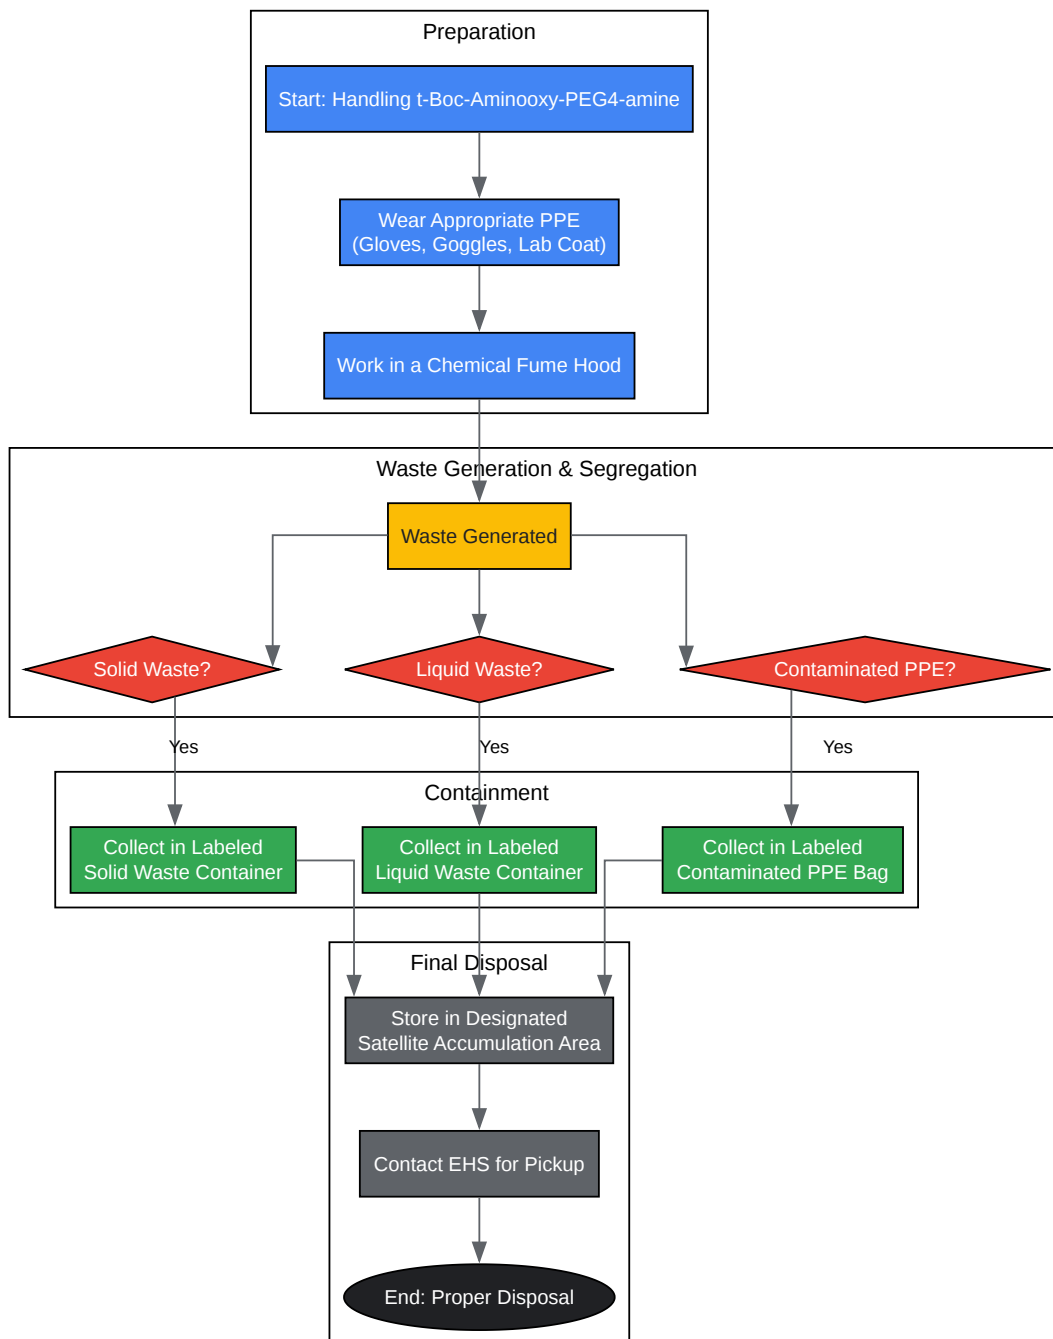 Preparation
Start: Handling t-Boc-Aminooxy-PEG4-amine
Wear Appropriate PPE
(Gloves, Goggles, Lab Coat)
Work in a Chemical Fume Hood
Waste Generation & Segregation
Waste Generated
Solid Waste?
Liquid Waste?
Contaminated PPE?
Yes
Yes
Yes
Containment
Collect in Labeled
Solid Waste Container
Collect in Labeled
Liquid Waste Container
Collect in Labeled
Contaminated PPE Bag
Final Disposal
Store in Designated
Satellite Accumulation Area
Contact EHS for Pickup
End: Proper Disposal